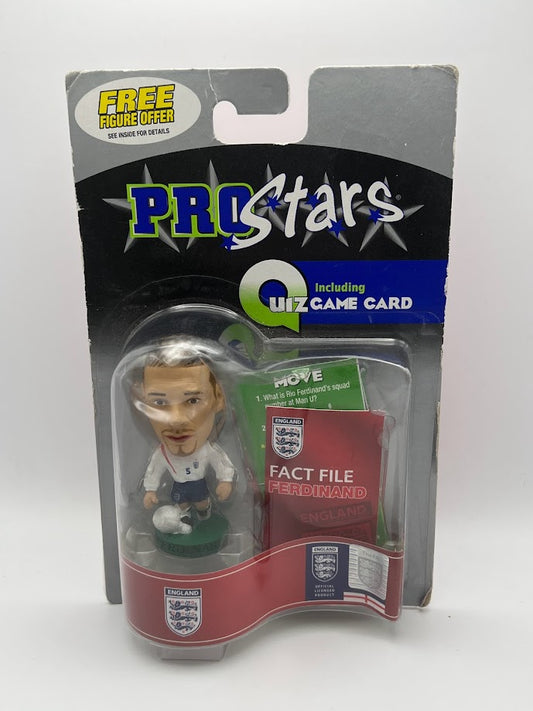 FREE
FIGURE OFFER
SEE INSIDE FOR DETAILS
PROStars
Including
QUIZ GAME CARD
MOVE
1. What is Rio Ferdinand's squad
number at Man U?
2
ENGLAND
FACT FILE
FERDINAND
ENGLAND
5
ENGLAND
OFFICIAL
LICENSED
PRODUCT